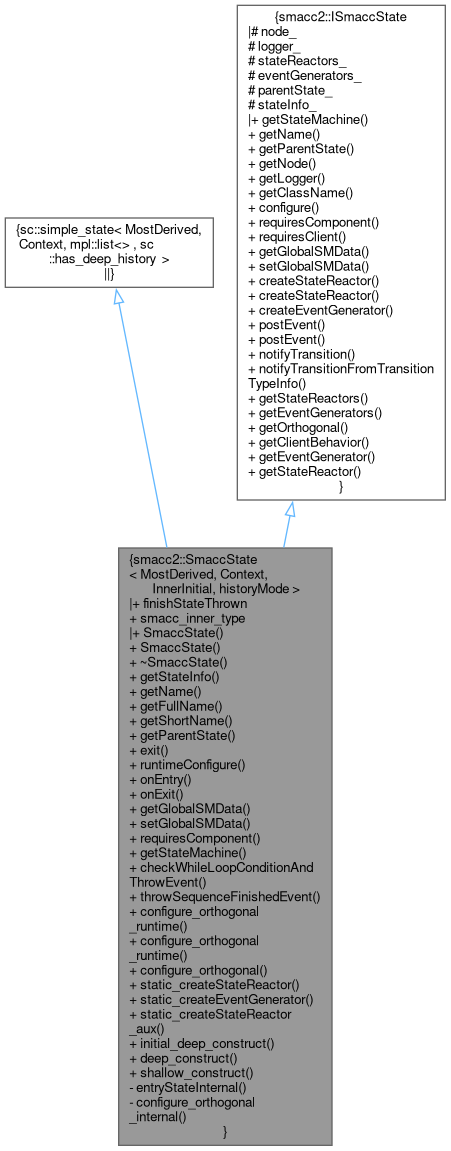 {smacc2::ISmaccState
|# node_
# logger_
# stateReactors_
# eventGenerators_
# parentState_
# stateInfo_
|+ getStateMachine()
+ getName()
+ getParentState()
+ getNode()
+ getLogger()
+ getClassName()
+ configure()
+ requiresComponent()
+ requiresClient()
+ getGlobalSMData()
+ setGlobalSMData()
+ createStateReactor()
+ createStateReactor()
+ createEventGenerator()
+ postEvent()
+ postEvent()
+ notifyTransition()
+ notifyTransitionFromTransition
TypeInfo()
+ getStateReactors()
+ getEventGenerators()
+ getOrthogonal()
+ getClientBehavior()
+ getEventGenerator()
+ getStateReactor()
}
{sc::simple_state< MostDerived,
Context, mpl::list<> , sc
::has_deep_history >
||}
{smacc2::SmaccState
< MostDerived, Context,
InnerInitial, historyMode >
|+ finishStateThrown
+ smacc_inner_type
|+ SmaccState()
+ SmaccState()
+ ~SmaccState()
+ getStateInfo()
+ getName()
+ getFullName()
+ getShortName()
+ getParentState()
+ exit()
+ runtimeConfigure()
+ onEntry()
+ onExit()
+ getGlobalSMData()
+ setGlobalSMData()
+ requiresComponent()
+ getStateMachine()
+ checkWhileLoopConditionAnd
ThrowEvent()
+ throwSequenceFinishedEvent()
+ configure_orthogonal
_runtime()
+ configure_orthogonal
_runtime()
+ configure_orthogonal()
+ static_createStateReactor()
+ static_createEventGenerator()
+ static_createStateReactor
_aux()
+ initial_deep_construct()
+ deep_construct()
+ shallow_construct()
- entryStateInternal()
- configure_orthogonal
_internal()
}